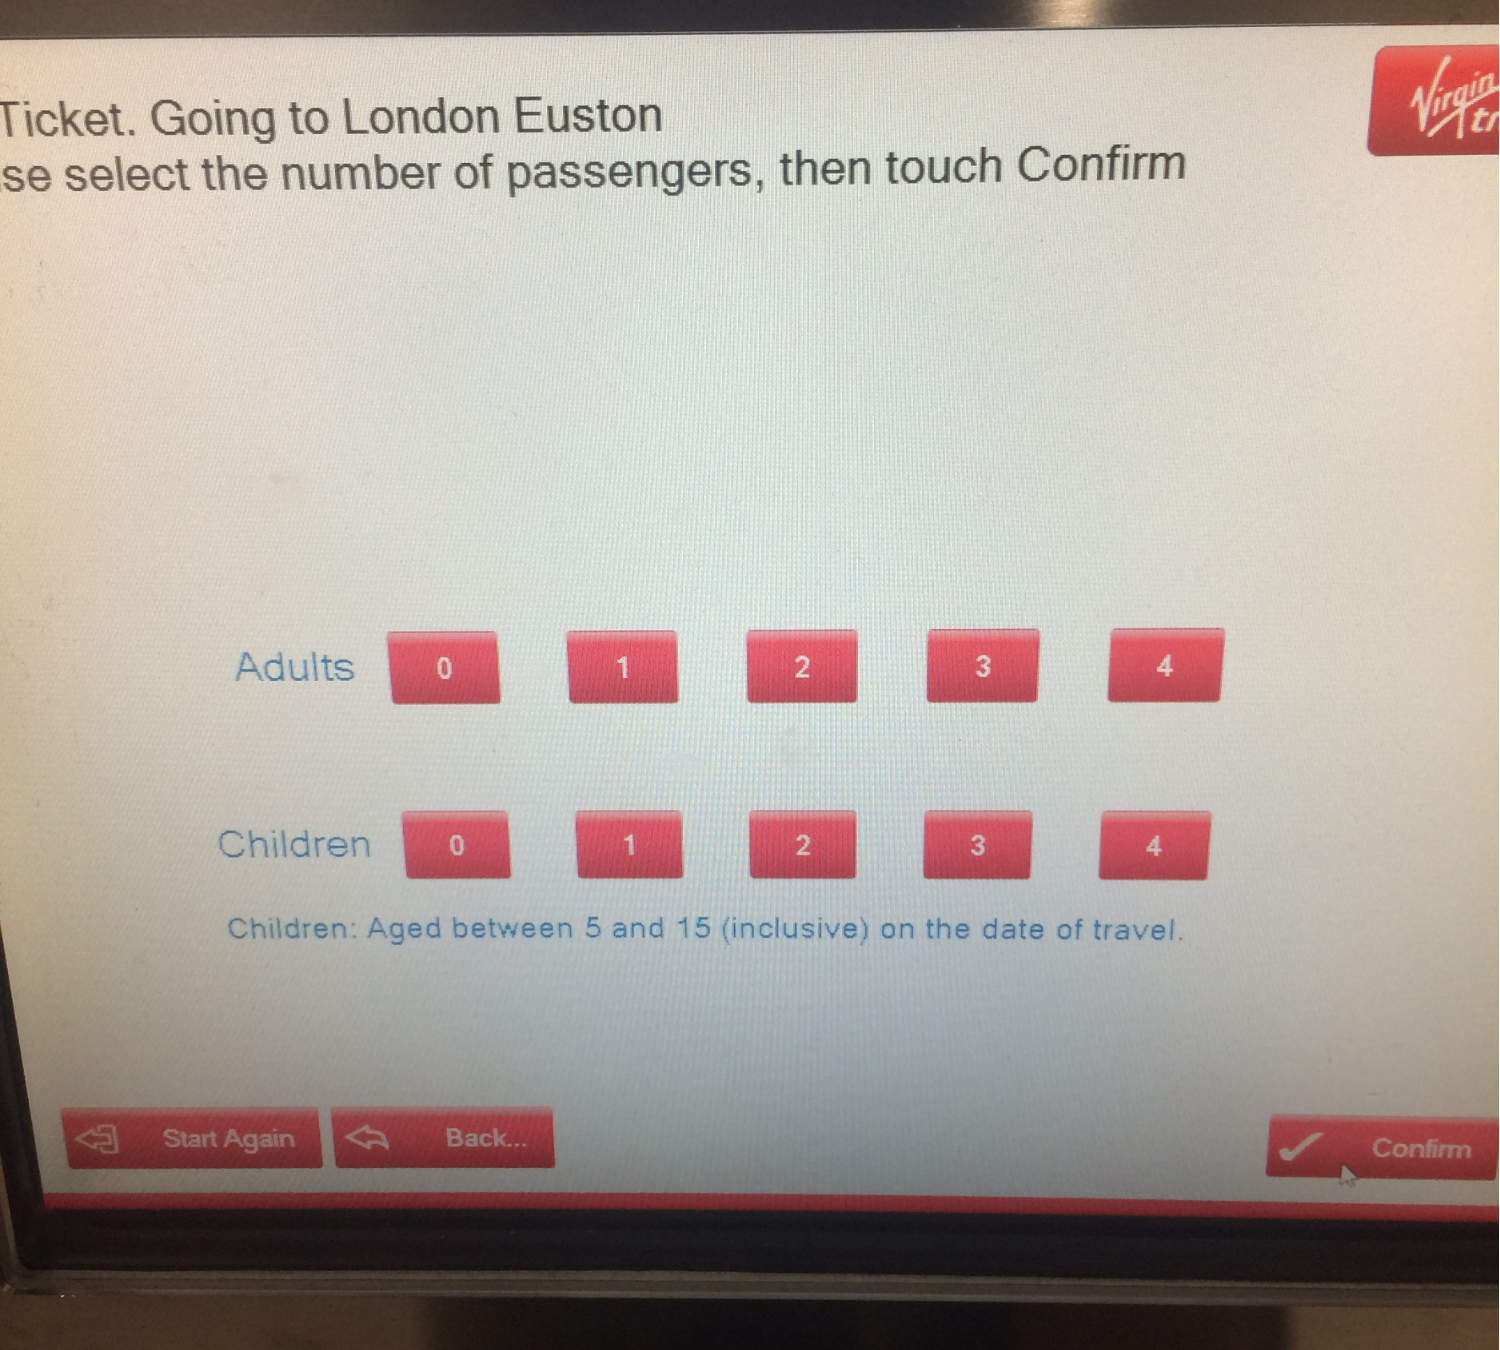 Ticket. Going to London Euston
se select the number of passengers, then touch Confirm
Virgin
tr
Adults 0 1 2 3 4
Children 0 1 2 3 4
Children: Aged between 5 and 15 (inclusive) on the date of travel.
Start Again Back... Confirm